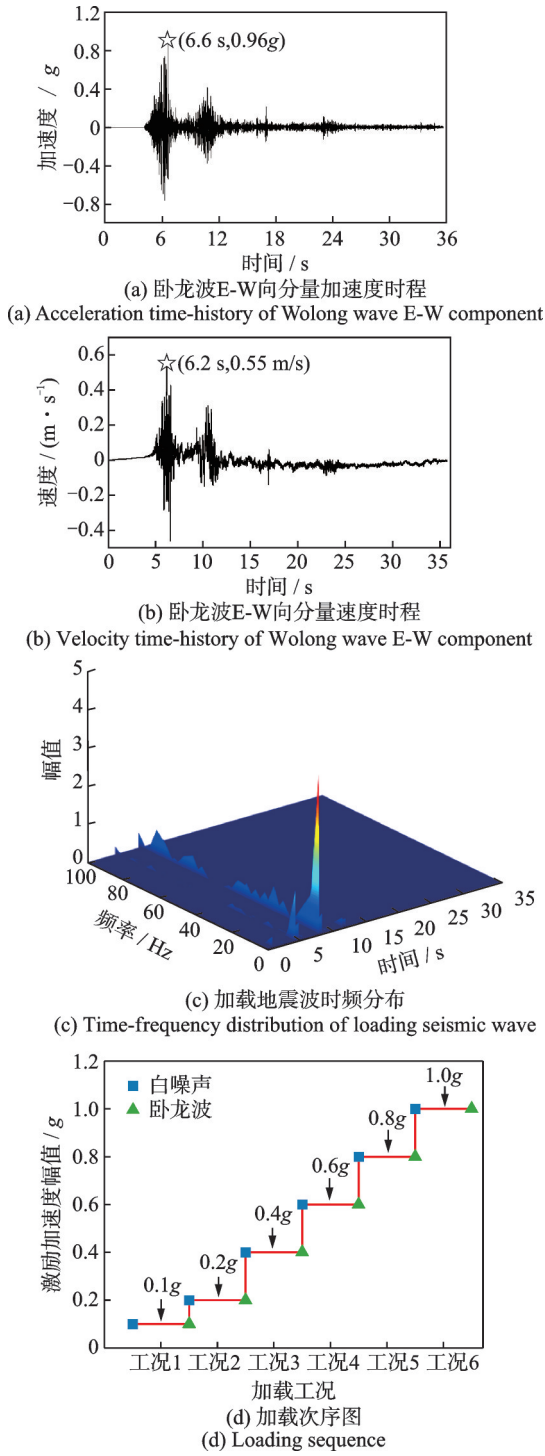 1.2
0.8
0.4
0
−0.4
−0.8
加速度 / g
☆(6.6 s,0.96g)
0 6 12 18 24 30 36
时间 / s
(a) 卧龙波E-W向分量加速度时程
(a) Acceleration time-history of Wolong wave E-W component
0.6
0.4
0.2
0
−0.2
−0.4
速度 / (m·s⁻¹)
☆(6.2 s,0.55 m/s)
0 5 10 15 20 25 30 35
时间 / s
(b) 卧龙波E-W向分量速度时程
(b) Velocity time-history of Wolong wave E-W component
5
4
3
2
1
0
幅值
100 80 60 40 20 0
频率 / Hz
0 5 10 15 20 25 30 35
时间 / s
(c) 加载地震波时频分布
(c) Time-frequency distribution of loading seismic wave
1.2
1.0
0.8
0.6
0.4
0.2
0
激励加速度幅值 / g
白噪声
卧龙波
0.1g
0.2g
0.4g
0.6g
0.8g
1.0g
工况1 工况2 工况3 工况4 工况5 工况6
加载工况
(d) 加载次序图
(d) Loading sequence